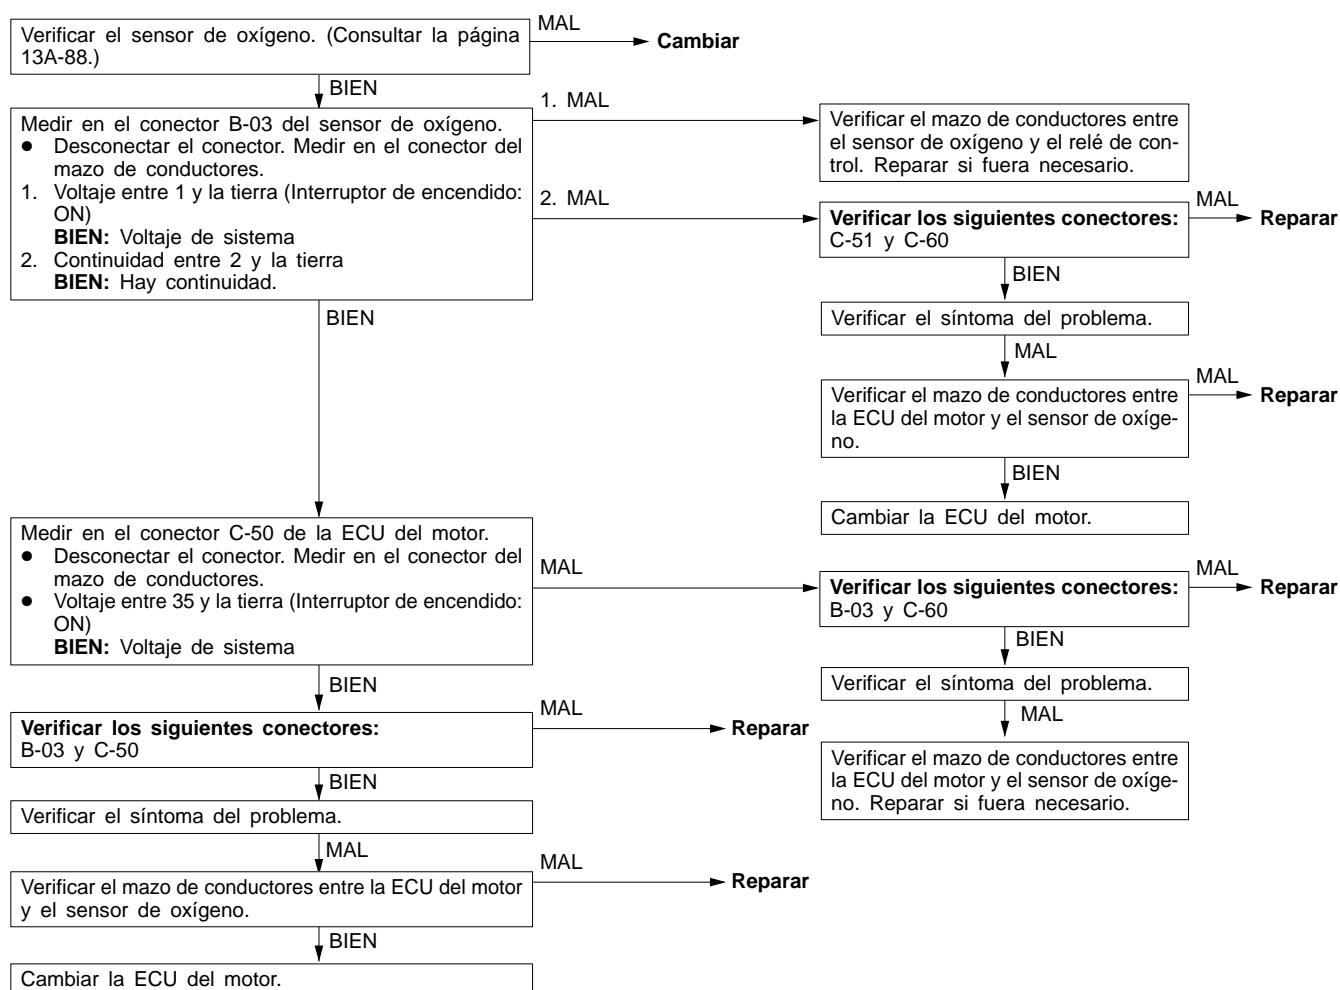 Verificar el sensor de oxígeno. (Consultar la página
13A-88.)
MAL
Cambiar
BIEN
Medir en el conector B-03 del sensor de oxígeno.
● Desconectar el conector. Medir en el conector del
mazo de conductores.
1. Voltaje entre 1 y la tierra (Interruptor de encendido:
ON)
BIEN: Voltaje de sistema
2. Continuidad entre 2 y la tierra
BIEN: Hay continuidad.
1. MAL
Verificar el mazo de conductores entre
el sensor de oxígeno y el relé de con-
trol. Reparar si fuera necesario.
2. MAL
Verificar los siguientes conectores:
C-51 y C-60
MAL
Reparar
BIEN
Verificar el síntoma del problema.
MAL
Verificar el mazo de conductores entre
la ECU del motor y el sensor de oxíge-
no.
MAL
Reparar
BIEN
Cambiar la ECU del motor.
BIEN
Medir en el conector C-50 de la ECU del motor.
● Desconectar el conector. Medir en el conector del
mazo de conductores.
● Voltaje entre 35 y la tierra (Interruptor de encendido:
ON)
BIEN: Voltaje de sistema
MAL
Verificar los siguientes conectores:
B-03 y C-60
MAL
Reparar
BIEN
Verificar el síntoma del problema.
MAL
Verificar el mazo de conductores entre
la ECU del motor y el sensor de oxíge-
no. Reparar si fuera necesario.
BIEN
Verificar los siguientes conectores:
B-03 y C-50
MAL
Reparar
BIEN
Verificar el síntoma del problema.
MAL
Verificar el mazo de conductores entre la ECU del motor
y el sensor de oxígeno.
MAL
Reparar
BIEN
Cambiar la ECU del motor.